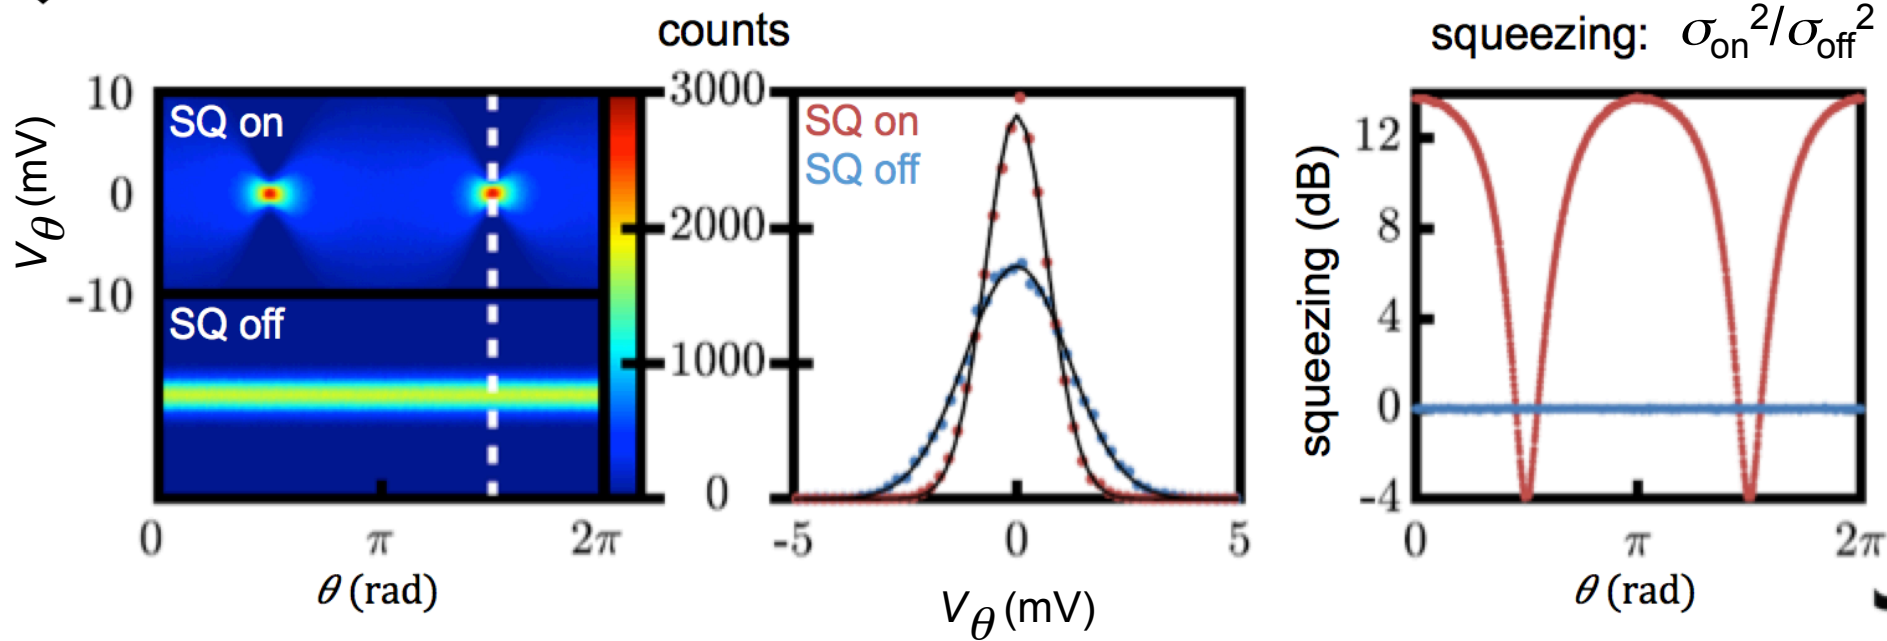 counts
squeezing: σon²/σoff²
10
0
-10
Vθ (mV)
SQ on
SQ off
0
π
2π
θ (rad)
3000
2000
1000
0
SQ on
SQ off
-5
0
5
Vθ (mV)
squeezing (dB)
12
8
4
0
-4
0
π
2π
θ (rad)